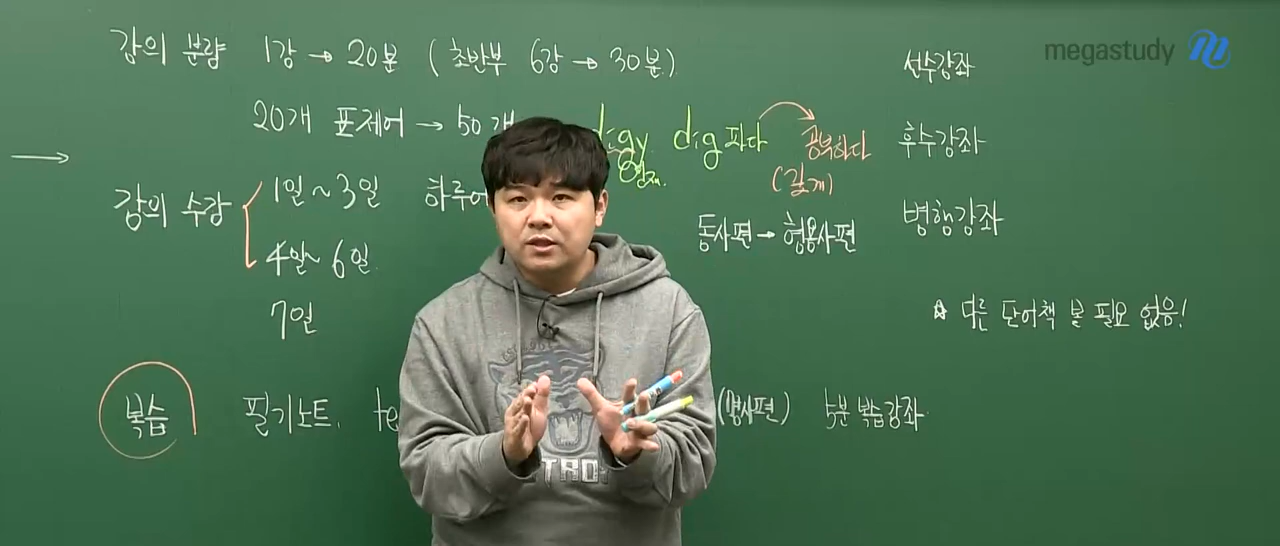 강의 분량 1강 → 20분 (초반부 6강 → 30분)
선수강좌
megastudy
20개 표제어 → 50개
digy dig 파다 공부하다
(깊게)
후수강좌
강의 수강 1일~3일 하루에
동사편 → 형용사편
병행강좌
4일~6일
7일
☆ 다른 단어책 볼 필요 없음!
복습 필기노트. te
(명사편) 5분 복습강좌